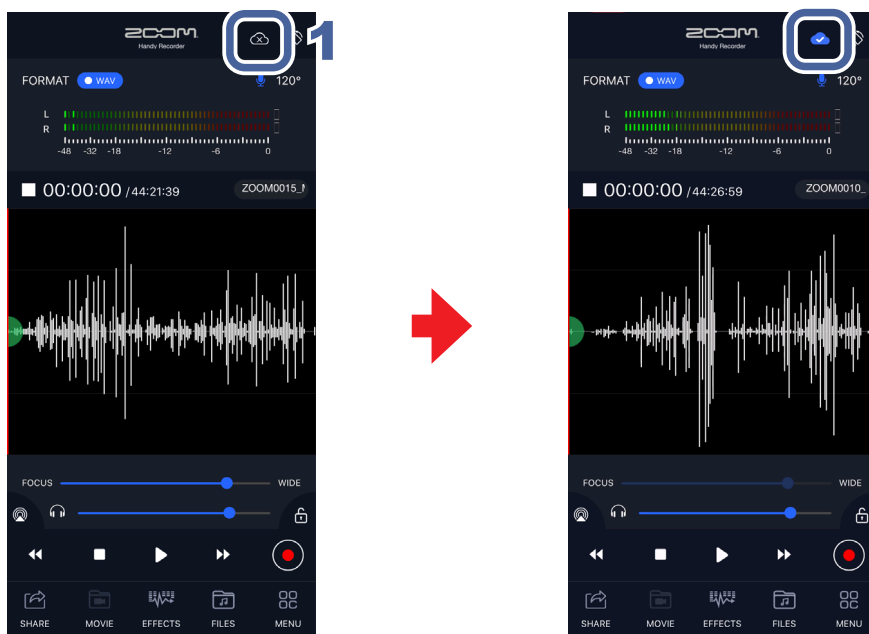 ZOOM
Handy Recorder
1
FORMAT WAV 120°
L
R
-48 -32 -18 -12 -6 0
00:00:00 /44:21:39 ZOOM0015_
FOCUS WIDE
SHARE MOVIE EFFECTS FILES MENU
ZOOM
Handy Recorder
FORMAT WAV 120°
L
R
-48 -32 -18 -12 -6 0
00:00:00 /44:26:59 ZOOM0010_
FOCUS WIDE
SHARE MOVIE EFFECTS FILES MENU